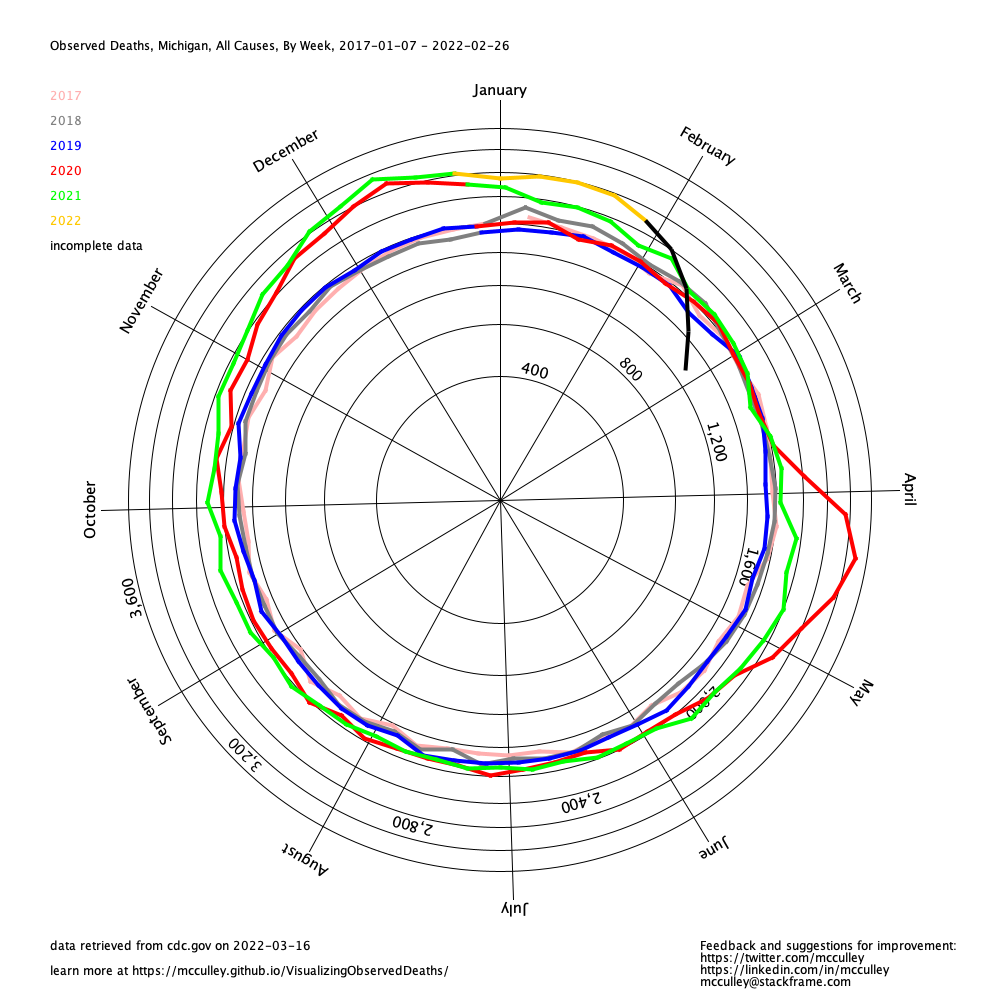 Observed Deaths, Michigan, All Causes, By Week, 2017-01-07 - 2022-02-26
January
2017
2018
2019
2020
2021
2022
incomplete data
December
February
November
March
400
800
1,200
October
April
1,600
3,600
September
May
2,000
3,200
2,400
2,800
August
June
July
data retrieved from cdc.gov on 2022-03-16
learn more at https://mcculley.github.io/VisualizingObservedDeaths/
Feedback and suggestions for improvement:
https://twitter.com/mcculley
https://linkedin.com/in/mcculley
mcculley@stackframe.com